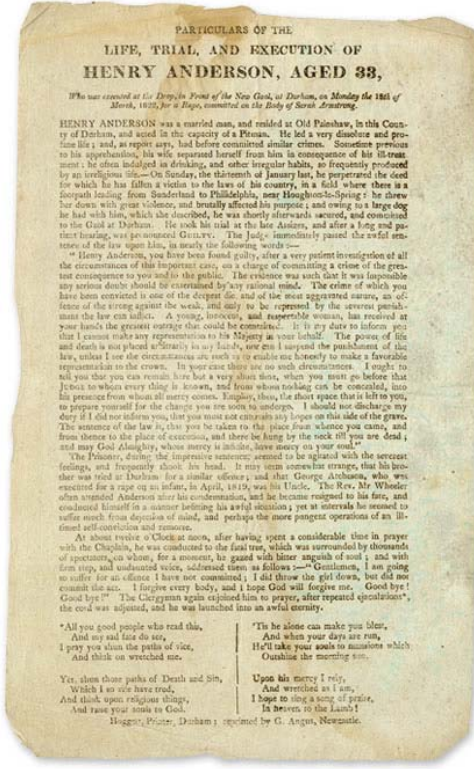 PARTICULARS OF THE
LIFE, TRIAL, AND EXECUTION OF
HENRY ANDERSON, AGED 33,
Who was executed at the Drop, in Front of the New Gaol, at Durham, on Monday the 18th of
March, 1822, for a Rape, committed on the Body of Sarah Armstrong.
HENRY ANDERSON was a married man, and resided at Old Painshaw, in this Coun-
ty of Durham, and acted in the capacity of a Pitman. He led a very dissolute and pro-
fane life; and, as report says, had before committed similar crimes. Sometime previous
to his apprehension, his wife separated herself from him in consequence of his ill-treat
ment: he often indulged in drinking, and other irregular habits, so frequently produced
by an irreligious life.—On Sunday, the thirteenth of January last, he perpetrated the deed
for which he has fallen a victim to the laws of his country, in a field where there is a
footpath leading from Sunderland to Philadelphia, near Houghton-le-Spring: he threw
her down with great violence, and brutally effected his purpose; and owing to a large dog
he had with him, which she described, he was shortly afterwards secured, and committed
to the Gaol at Durham. He took his trial at the late Assizes, and after a long and pa-
tient hearing, was pronounced GUILTY. The Judge immediately passed the awful sen-
tence of the law upon him, in nearly the following words:—
" Henry Anderson, you have been found guilty, after a very patient investigation of all
the circumstances of this important case, on a charge of committing a crime of the great-
test consequence to you and to the public. The evidence was such that it was impossible
any serious doubt should be entertained by any rational mind. The crime of which you
have been convicted is one of the deepest die, and of the most aggravated nature, an of-
fence of the strong against the weak, and only to be repressed by the severest punish-
ment the law can inflict. A young, innocent, and respectable woman, has received at
your hands the greatest outrage that could be committed. It is my duty to inform you
that I cannot make any representation to his Majesty in your behalf. The power of life
and death is not placed arbitrarily in my hands, nor can I suspend the punishment of the
law, unless I see the circumstances are such as to enable me honestly to make a favorable
representation to the crown. In your case there are no such circumstances. I ought to
tell you that you can remain here but a very short time, when you must go before that
JUDGE to whom every thing is known, and from whom nothing can be concealed, into
his presence from whom all mercy comes. Employ, then, the short space that is left to you,
to prepare yourself for the change you are soon to undergo. I should not discharge my
duty if I did not inform you, that you must not entertain any hopes on this side of the grave.
The sentence of the law is, that you be taken to the place from whence you came, and
from thence to the place of execution, and there be hung by the neck till you are dead;
and may God Almighty, whose mercy is infinite, have mercy on your soul."
The Prisoner, during the impressive sentence, seemed to be agitated with the severest
feelings, and frequently shook his head. It may seem somewhat strange, that his bro-
ther was tried at Durham for a similar offence; and that George Atcheson, who was
executed for a rape on an infant, in April, 1819, was his Uncle. The Rev. Mr Wheeler
often attended Anderson after his condemnation, and he became resigned to his fate, and
conducted himself in a manner befitting his awful situation; yet at intervals he seemed to
suffer much from depression of mind, and perhaps the more pungent operations of an ill-
timed self-conviction and remorse.
At about twelve o'Clock at noon, after having spent a considerable time in prayer
with the Chaplain, he was conducted to the fatal tree, which was surrounded by thousands
of spectators, on whom, for a moment, he gazed with bitter anguish of soul; and with
firm step, and undaunted voice, addressed them as follows:—" Gentlemen, I am going
to suffer for an offence I have not committed; I did throw the girl down, but did not
commit the act. I forgive every body, and I hope God will forgive me. Good bye!
Good bye!" The Clergyman again enjoined him to prayer, after repeated ejaculations,
the cord was adjusted, and he was launched into an awful eternity.
"All you good people who read this,
And my sad fate do see,
I pray you shun the paths of vice,
And think on wretched me.
Yes, shun those paths of Death and Sin,
Which I so have trod,
And think upon religious things,
And raise your souls to God.
'Tis he alone can make you blest,
And when your days are run,
He'll take your souls to mansions which
Outshine the morning sun.
Upon his mercy I rely,
And wretched as I am,
I hope to sing a song of praise,
In heaven to the Lamb!
Hoggett, Printer, Durham; reprinted by G. Angus, Newcastle.